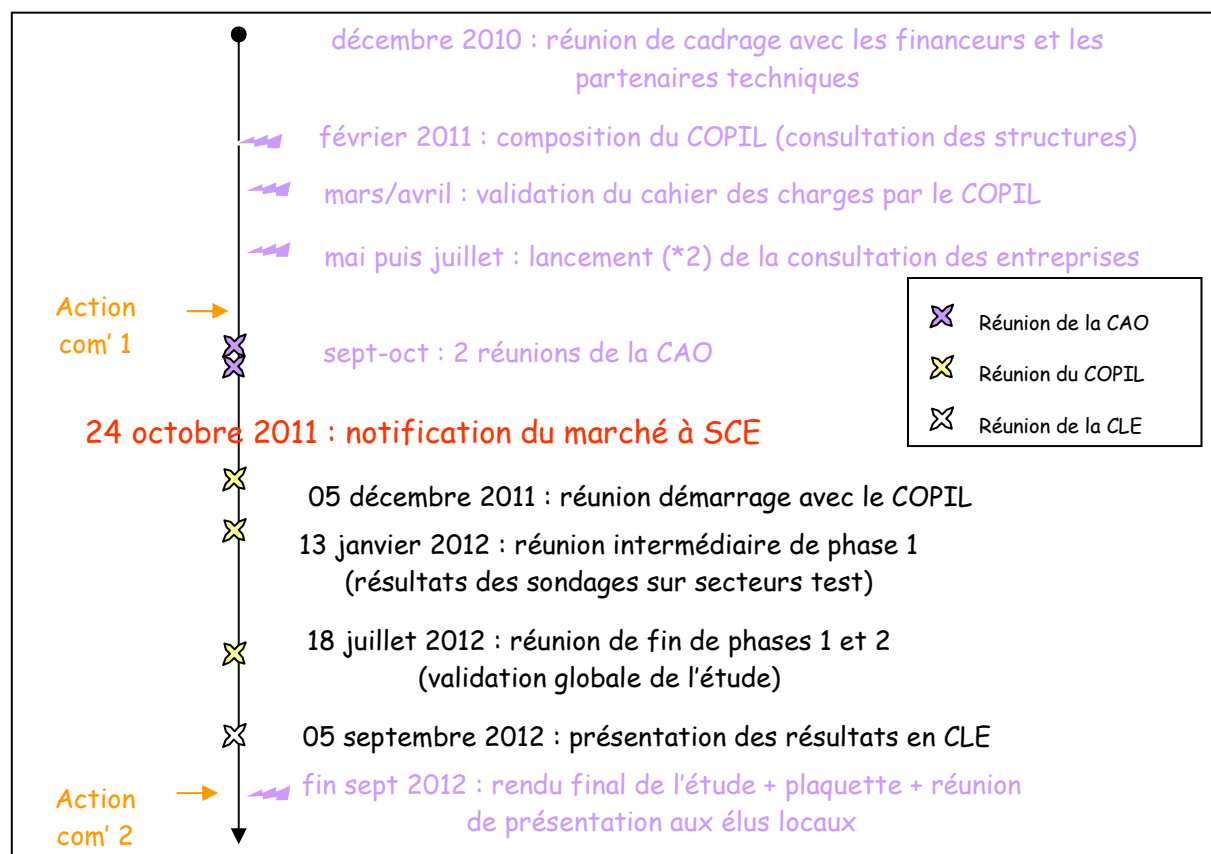 décembre 2010 : réunion de cadrage avec les financeurs et les
partenaires techniques
février 2011 : composition du COPIL (consultation des structures)
mars/avril : validation du cahier des charges par le COPIL
mai puis juillet : lancement (*2) de la consultation des entreprises
Action
com’ 1
sept-oct : 2 réunions de la CAO
Réunion de la CAO
Réunion du COPIL
Réunion de la CLE
24 octobre 2011 : notification du marché à SCE
05 décembre 2011 : réunion démarrage avec le COPIL
13 janvier 2012 : réunion intermédiaire de phase 1
(résultats des sondages sur secteurs test)
18 juillet 2012 : réunion de fin de phases 1 et 2
(validation globale de l’étude)
05 septembre 2012 : présentation des résultats en CLE
Action
com’ 2
fin sept 2012 : rendu final de l’étude + plaquette + réunion
de présentation aux élus locaux